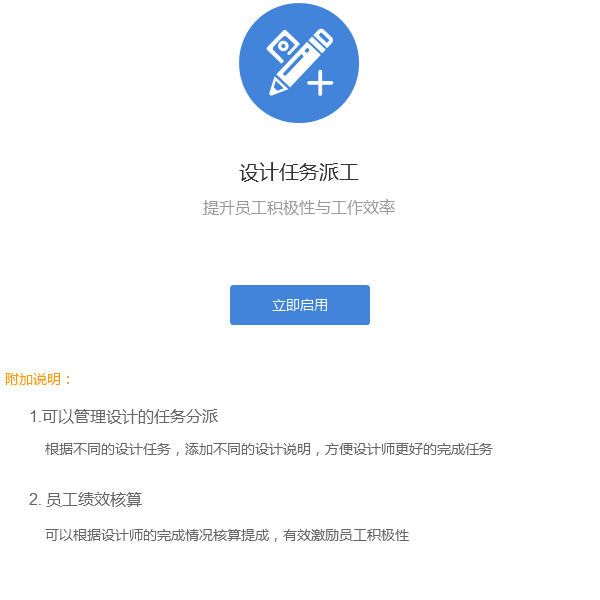 设计任务派工
提升员工积极性与工作效率
立即启用
附加说明：
1.可以管理设计的任务分派
根据不同的设计任务，添加不同的设计说明，方便设计师更好的完成任务
2. 员工绩效核算
可以根据设计师的完成情况核算提成，有效激励员工积极性